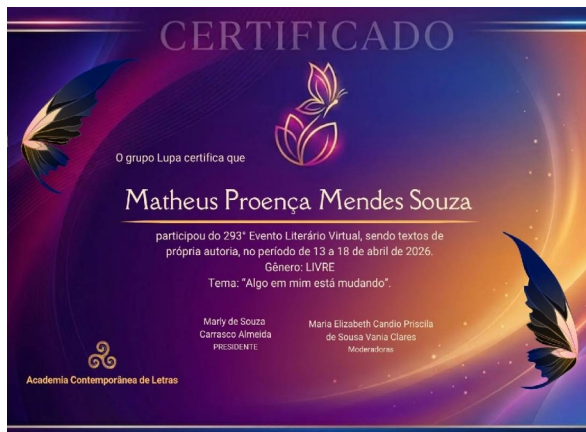 CERTIFICADO
O grupo Lupa certifica que
Matheus Proença Mendes Souza
participou do 293° Evento Literário Virtual, sendo textos de
própria autoria, no período de 13 a 18 de abril de 2026.
Gênero: LIVRE
Tema: “Algo em mim está mudando”.
Marly de Souza
Carrasco Almeida
PRESIDENTE
Maria Elizabeth Candio Priscila
de Sousa Vania Clares
Moderadoras
Academia Contemporânea de Letras